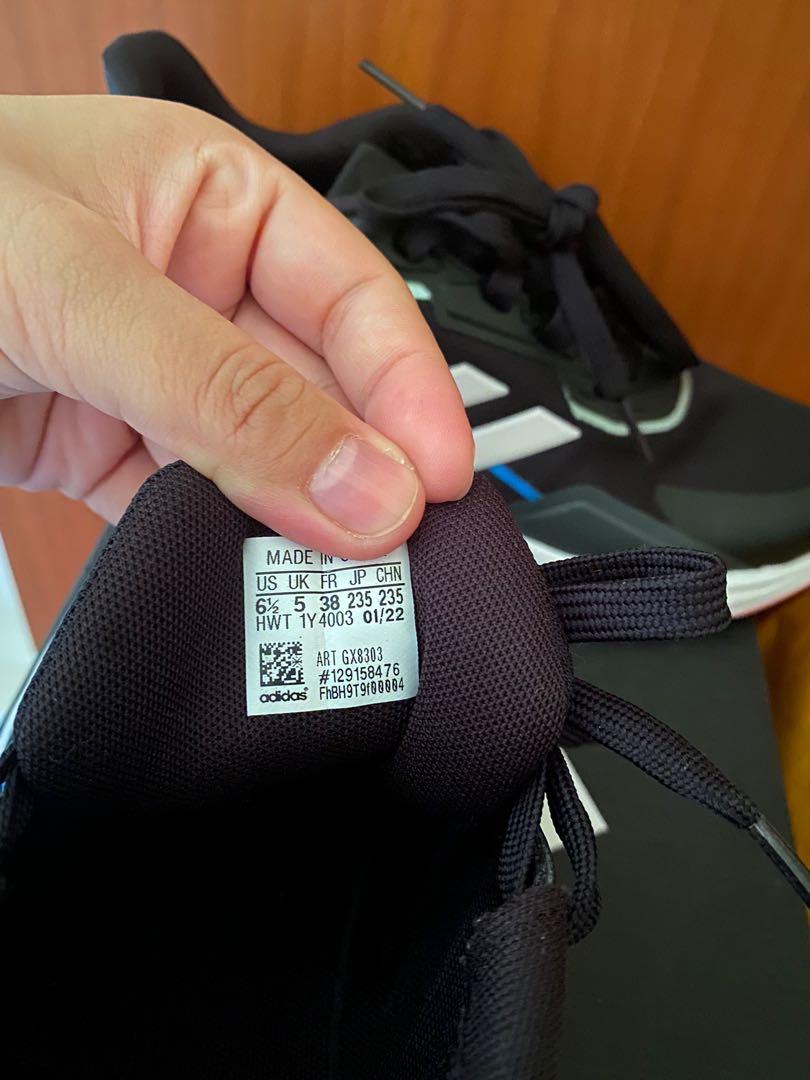 MADE IN
US UK FR JP CHN
6½ 5 38 235 235
HWT 1Y4003 01/22
ART GX8303
#129158476
FhBH9T9f00004
adidas®